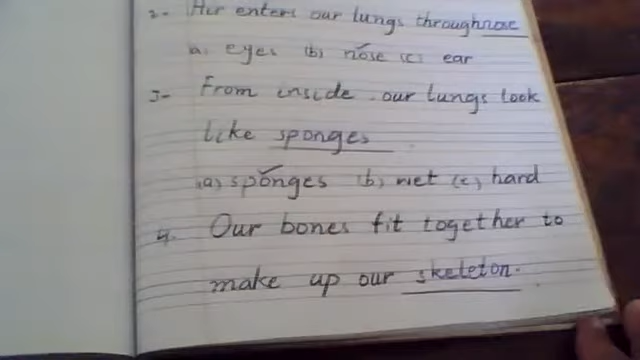 2- Air enters our lungs through nose
a) eyes (b) nose (c) ear
3- From inside our lungs look
like sponges
(a) sponges (b) net (c) hard
4. Our bones fit together to
make up our skeleton.